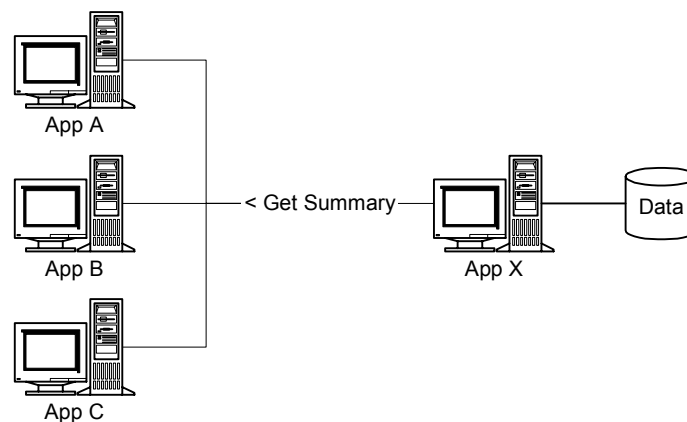 App A
App B
< Get Summary
App X
Data
App C